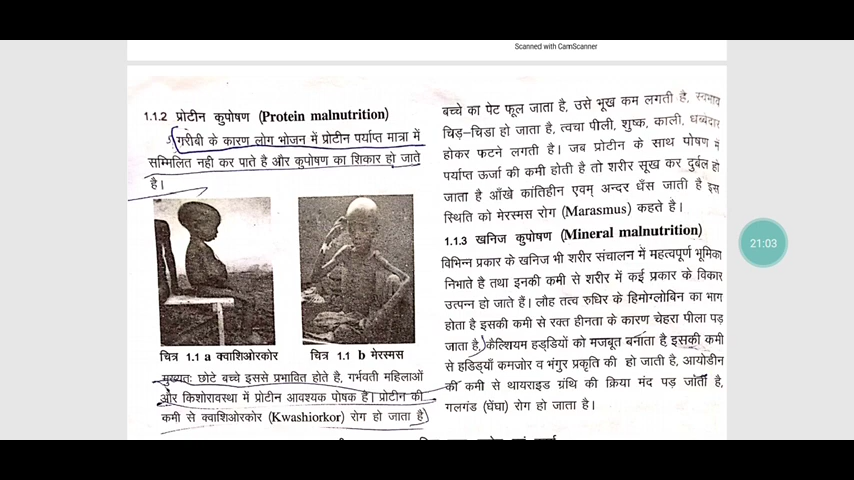 Scanned with CamScanner
1.1.2 प्रोटीन कुपोषण (Protein malnutrition)
गरीबी के कारण लोग भोजन में प्रोटीन पर्याप्त मात्रा में
सम्मिलित नही कर पाते है और कुपोषण का शिकार हो जाते
है।
चित्र 1.1 a क्वाशिओरकोर
चित्र 1.1 b मेरस्मस
मुख्यतः छोटे बच्चे इससे प्रभावित होते है, गर्भवती महिलाओं
और किशोरावस्था में प्रोटीन आवश्यक पोषक है। प्रोटीन की
कमी से क्वाशिओरकोर (Kwashiorkor) रोग हो जाता है
बच्चे का पेट फूल जाता है, उसे भूख कम लगती है, स्वभाव
चिड़–चिडा हो जाता है, त्वचा पीली, शुष्क, काली, धब्बेदार
होकर फटने लगती है। जब प्रोटीन के साथ पोषण में
पर्याप्त ऊर्जा की कमी होती है तो शरीर सूख कर दुर्बल हो
जाता है आँखे कांतिहीन एवम् अन्दर धँस जाती है इस
स्थिति को मेरस्मस रोग (Marasmus) कहते है।
1.1.3 खनिज कुपोषण (Mineral malnutrition)
विभिन्न प्रकार के खनिज भी शरीर संचालन में महत्वपूर्ण भूमिका
निभाते है तथा इनकी कमी से शरीर में कई प्रकार के विकार
उत्पन्न हो जाते हैं। लौह तत्व रुधिर के हिमोग्लोबिन का भाग
होता है इसकी कमी से रक्त हीनता के कारण चेहरा पीला पड़
जाता है, कैल्शियम हड्डियों को मजबूत बनाता है इसकी कमी
से हडिड्याँ कमजोर व भंगुर प्रकृति की हो जाती है, आयोडीन
की कमी से थायराइड ग्रंथि की क्रिया मंद पड़ जाती है,
गलगंड (घेंघा) रोग हो जाता है।
21:03